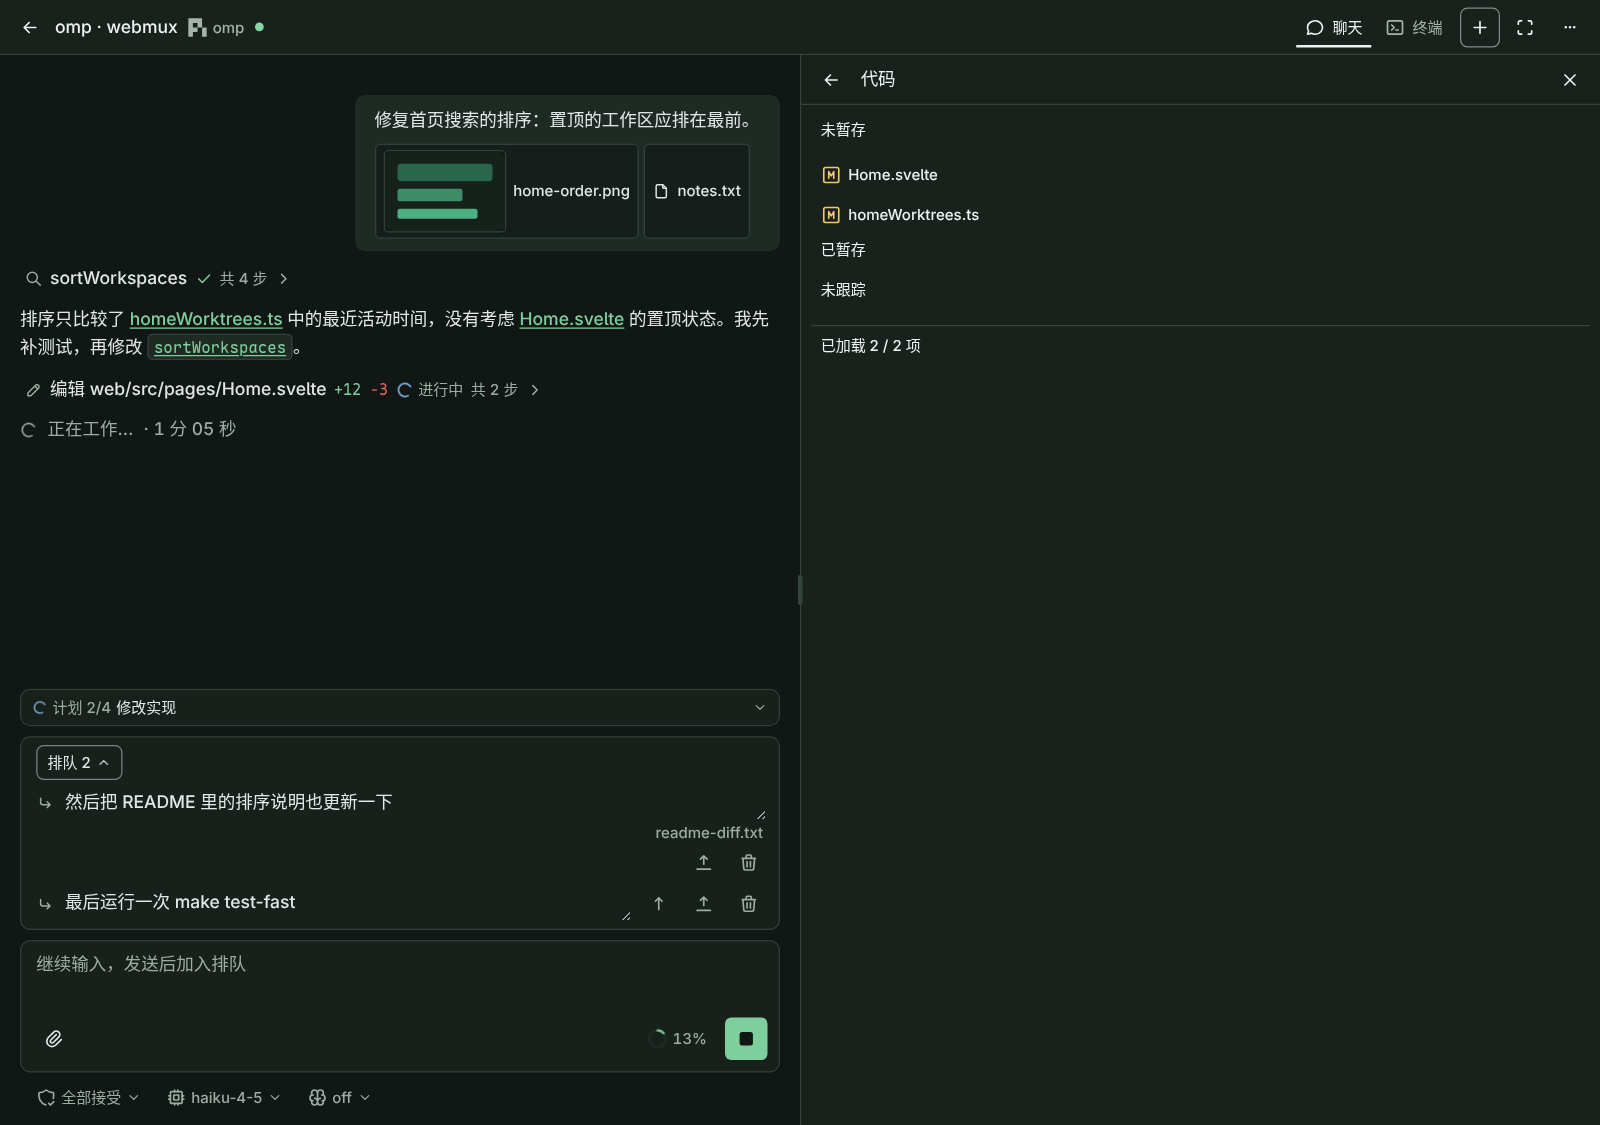 omp · webmux omp
聊天
终端
修复首页搜索的排序：置顶的工作区应排在最前。
home-order.png
notes.txt
sortWorkspaces 共 4 步
排序只比较了 homeWorktrees.ts 中的最近活动时间，没有考虑 Home.svelte 的置顶状态。我先
补测试，再修改 sortWorkspaces。
编辑 web/src/pages/Home.svelte +12 -3 进行中 共 2 步
正在工作... · 1 分 05 秒
计划 2/4 修改实现
排队 2
然后把 README 里的排序说明也更新一下
readme-diff.txt
最后运行一次 make test-fast
继续输入，发送后加入排队
13%
全部接受
haiku-4-5
off
代码
未暂存
M Home.svelte
M homeWorktrees.ts
已暂存
未跟踪
已加载 2 / 2 项